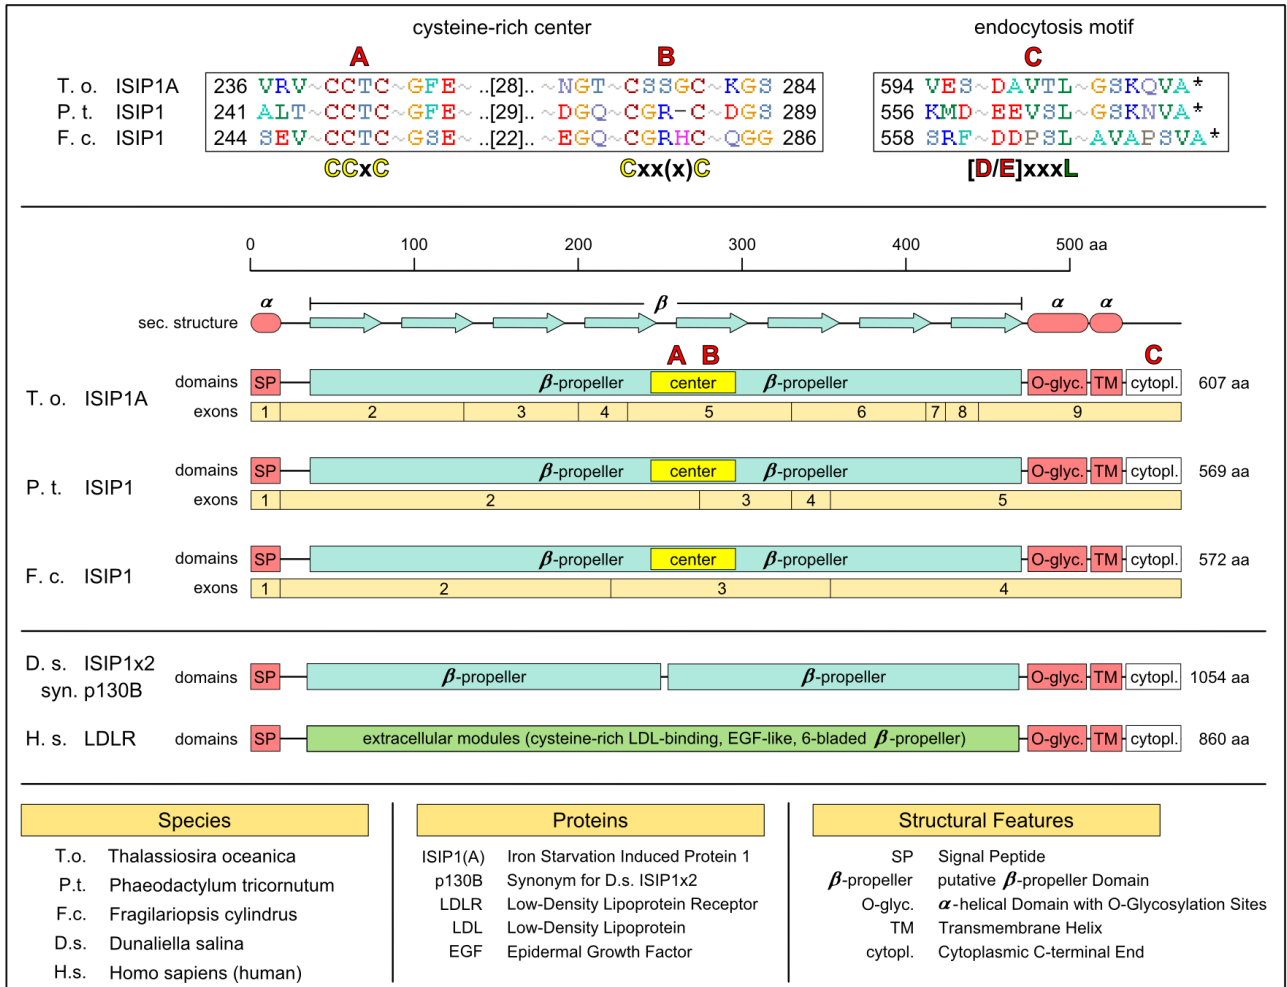 cysteine-rich center endocytosis motif
A B C
T. o. ISIP1A 236 VRV~CCTC~GFE~ ..[28].. ~NGT~CSSGC~KGS 284 594 VES~DAVTL~GSKQVA*
P. t. ISIP1 241 ALT~CCTC~GFE~ ..[29].. ~DGQ~CGR-C~DGS 289 556 KMD~EEVSL~GSKNVA*
F. c. ISIP1 244 SEV~CCTC~GSE~ ..[22].. ~EGQ~CGRHC~QGG 286 558 SRF~DDPSL~AVAPSVA*
CCxC Cxx(x)C [D/E]xxxL
0 100 200 300 400 500 aa
α β α α
sec. structure
A B C
T. o. ISIP1A domains SP β-propeller center β-propeller O-glyc. TM cytopl. 607 aa
exons 1 2 3 4 5 6 7 8 9
P. t. ISIP1 domains SP β-propeller center β-propeller O-glyc. TM cytopl. 569 aa
exons 1 2 3 4 5
F. c. ISIP1 domains SP β-propeller center β-propeller O-glyc. TM cytopl. 572 aa
exons 1 2 3 4
D. s. ISIP1x2 domains SP β-propeller β-propeller O-glyc. TM cytopl. 1054 aa
syn. p130B
H. s. LDLR domains SP extracellular modules (cysteine-rich LDL-binding, EGF-like, 6-bladed β-propeller) O-glyc. TM cytopl. 860 aa
Species Proteins Structural Features
T.o. Thalassiosira oceanica
P.t. Phaeodactylum tricornutum
F.c. Fragilariopsis cylindrus
D.s. Dunaliella salina
H.s. Homo sapiens (human)
ISIP1(A) Iron Starvation Induced Protein 1
p130B Synonym for D.s. ISIP1x2
LDLR Low-Density Lipoprotein Receptor
LDL Low-Density Lipoprotein
EGF Epidermal Growth Factor
SP Signal Peptide
β-propeller putative β-propeller Domain
O-glyc. α-helical Domain with O-Glycosylation Sites
TM Transmembrane Helix
cytopl. Cytoplasmic C-terminal End